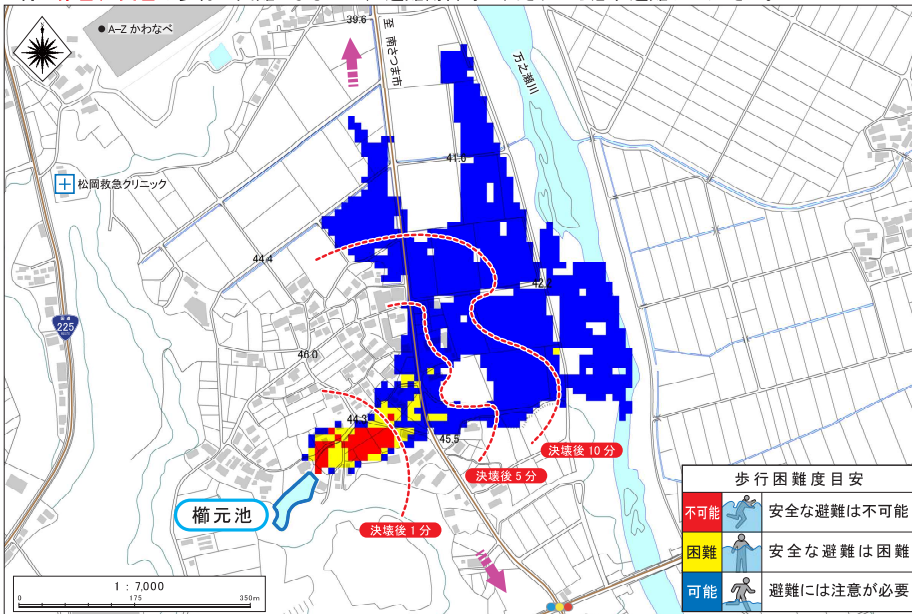 39.6
A-Z かわなべ
至 南さつま市
万之瀬川
松岡救急クリニック
41.0
44.4
42.2
国道
225
46.0
44.3
45.5
決壊後 10 分
決壊後 5 分
決壊後 1 分
櫛元池
歩行困難度目安
不可能 安全な避難は不可能
困難 安全な避難は困難
可能 避難には注意が必要
1 : 7,000
0 175 350m